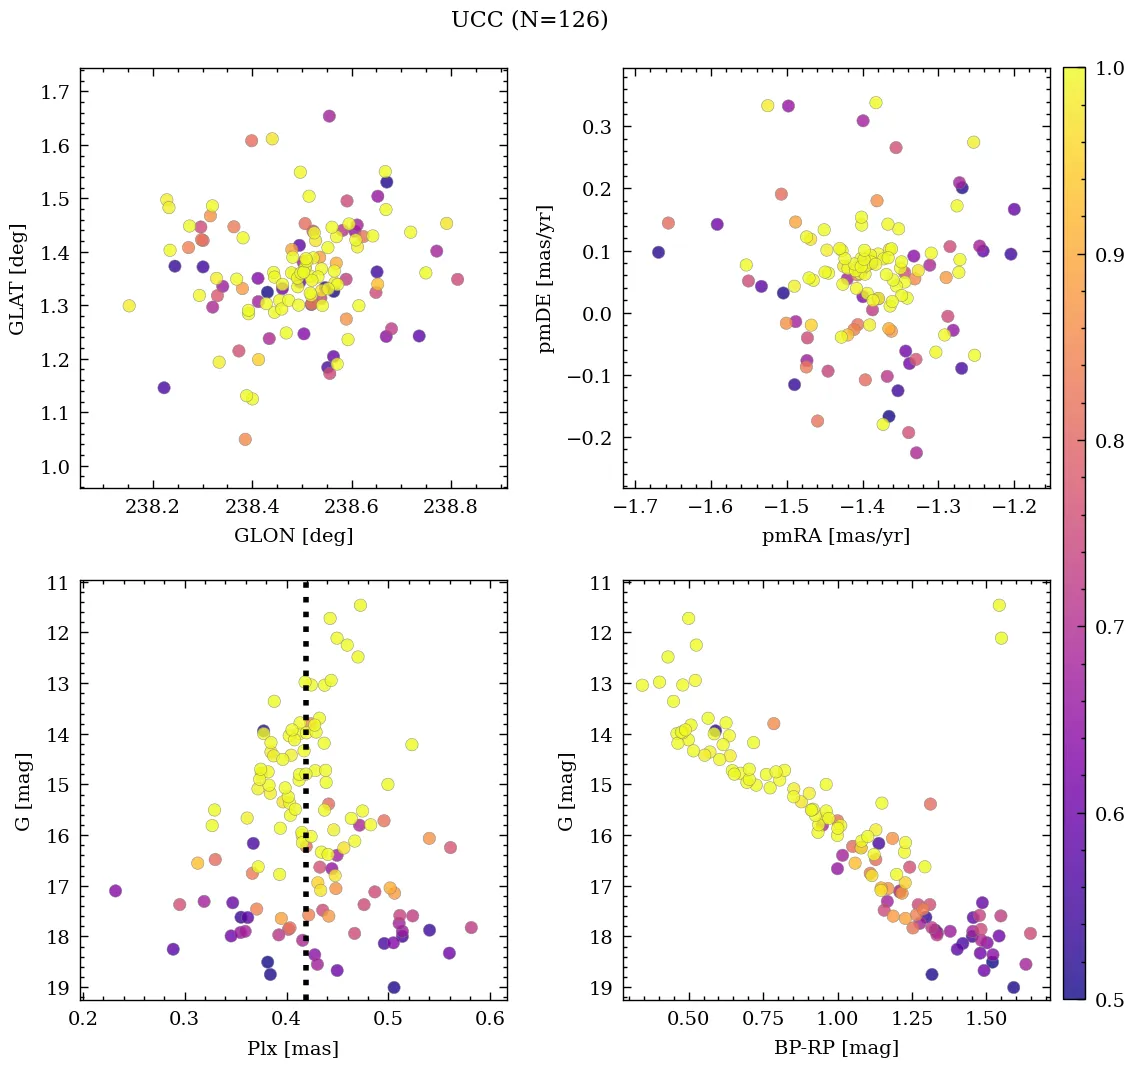 UCC (N=126)
1.7
1.6
1.5
1.4
1.3
1.2
1.1
1.0
GLAT [deg]
238.2 238.4 238.6 238.8
GLON [deg]
0.3
0.2
0.1
0.0
−0.1
−0.2
pmDE [mas/yr]
−1.7 −1.6 −1.5 −1.4 −1.3 −1.2
pmRA [mas/yr]
1.0
0.9
0.8
0.7
0.6
0.5
11
12
13
14
15
16
17
18
19
G [mag]
0.2 0.3 0.4 0.5 0.6
Plx [mas]
11
12
13
14
15
16
17
18
19
G [mag]
0.50 0.75 1.00 1.25 1.50
BP-RP [mag]